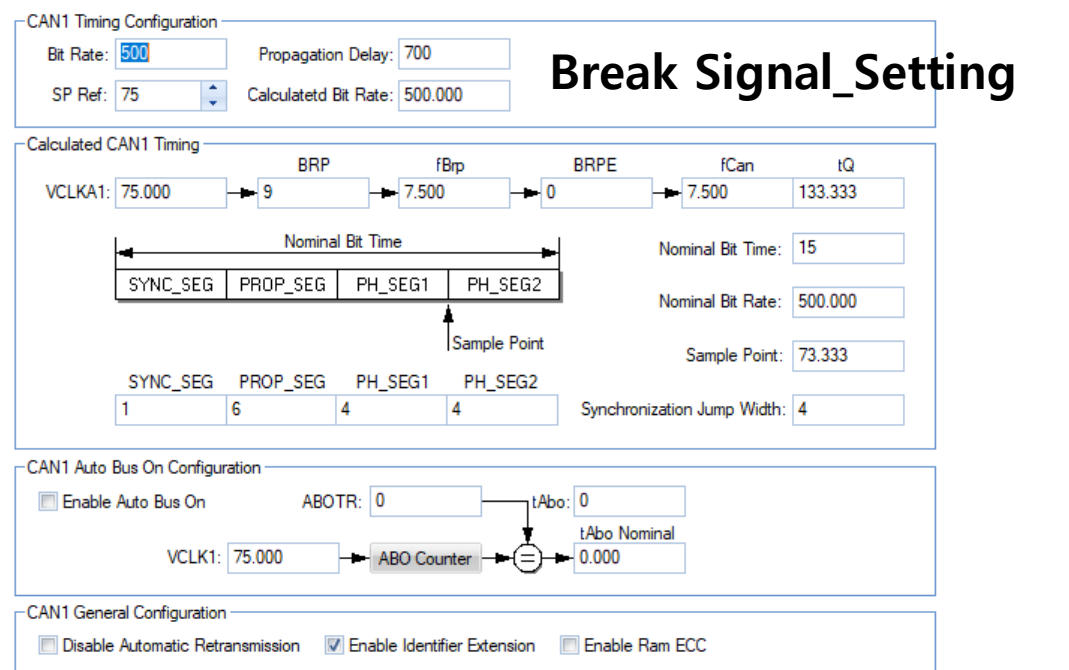 CAN1 Timing Configuration
Bit Rate: 500 Propagation Delay: 700
Break Signal_Setting
SP Ref: 75 Calculatetd Bit Rate: 500.000
Calculated CAN1 Timing
BRP fBrp BRPE fCan tQ
VCLKA1: 75.000 9 7.500 0 7.500 133.333
Nominal Bit Time
Nominal Bit Time: 15
SYNC_SEG PROP_SEG PH_SEG1 PH_SEG2
Nominal Bit Rate: 500.000
Sample Point
Sample Point: 73.333
SYNC_SEG PROP_SEG PH_SEG1 PH_SEG2
1 6 4 4 Synchronization Jump Width: 4
CAN1 Auto Bus On Configuration
Enable Auto Bus On ABOTR: 0 tAbo: 0
tAbo Nominal
VCLK1: 75.000 ABO Counter = 0.000
CAN1 General Configuration
Disable Automatic Retransmission Enable Identifier Extension Enable Ram ECC